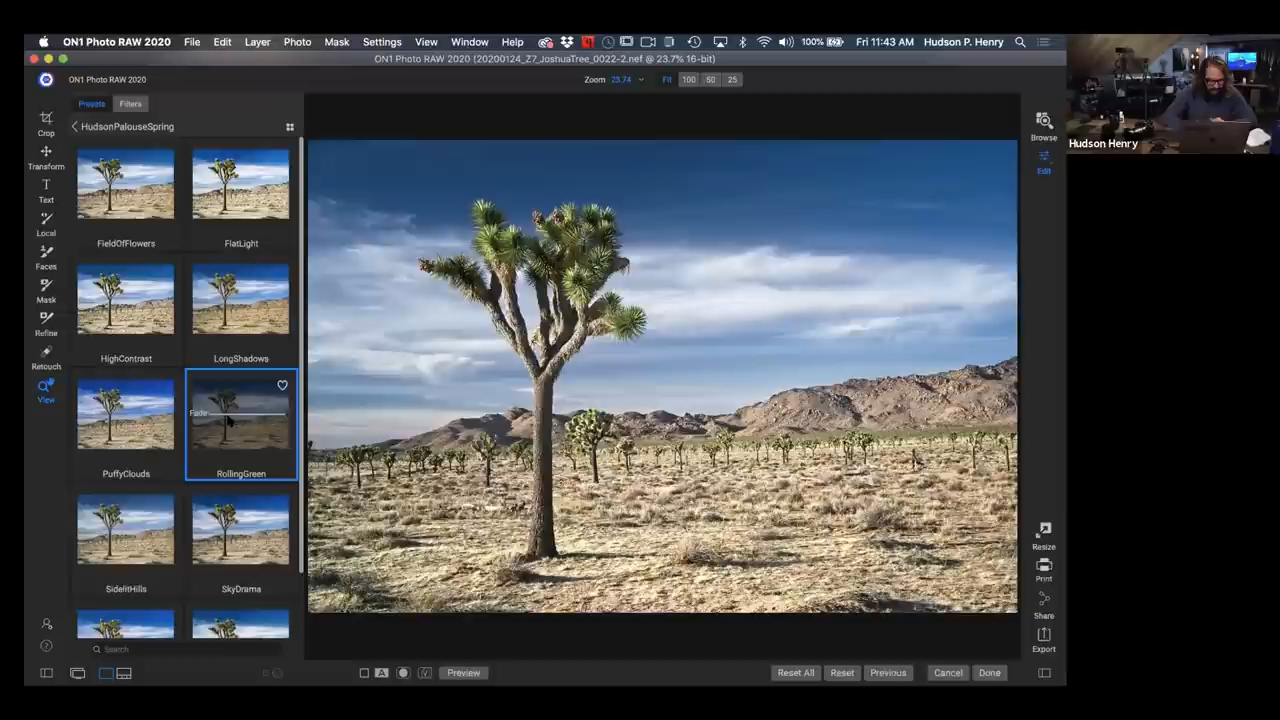 ON1 Photo RAW 2020 File Edit Layer Photo Mask Settings View Window Help 100% Fri 11:43 AM Hudson P. Henry
ON1 Photo RAW 2020 (20200124_Z7_JoshuaTree_0022-2.nef @ 23.7% 16-bit)
ON1 Photo RAW 2020 Zoom 23.74 Fit 100 50 25
Presets Filters
HudsonPalouseSpring
Crop
Transform
Text
Local
Faces
Mask
Refine
Retouch
View
FieldOfFlowers FlatLight
HighContrast LongShadows
Fade
PuffyClouds RollingGreen
SidelitHills SkyDrama
Search
Browse
Edit
Resize
Print
Share
Export
A Preview Reset All Reset Previous Cancel Done
Hudson Henry